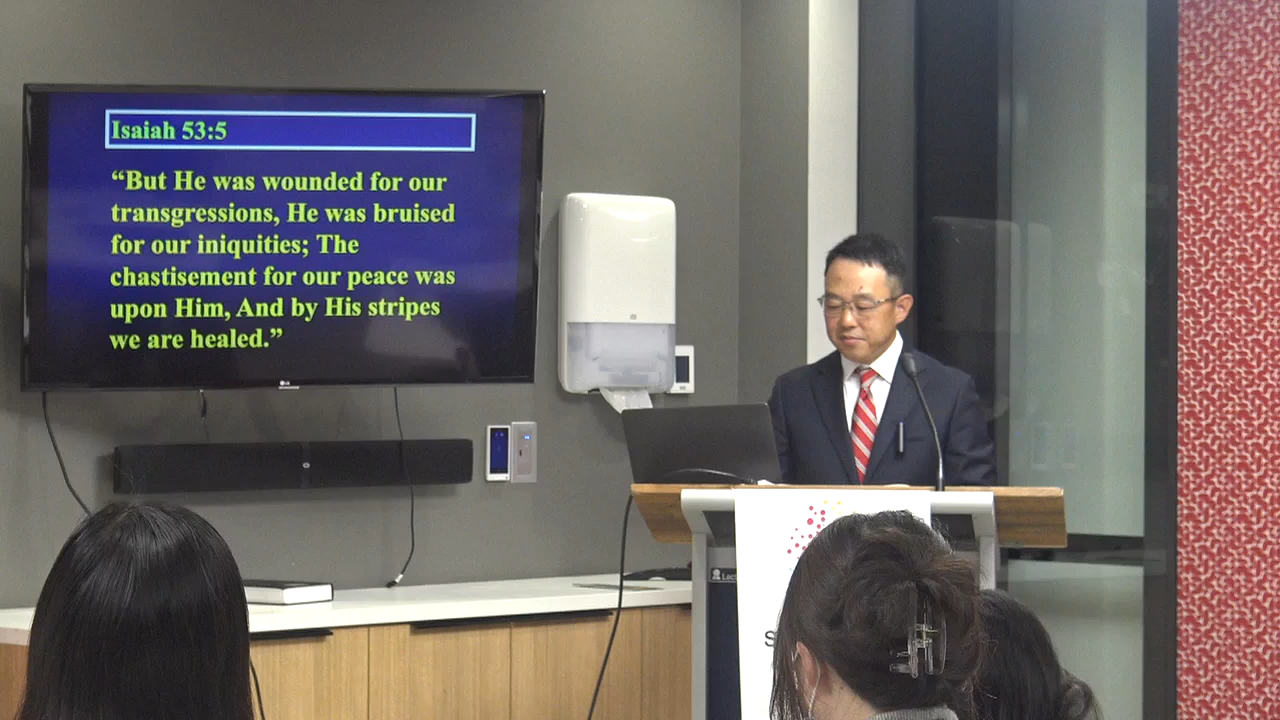 Isaiah 53:5
“But He was wounded for our
transgressions, He was bruised
for our iniquities; The
chastisement for our peace was
upon Him, And by His stripes
we are healed.”
LG
Lect
S